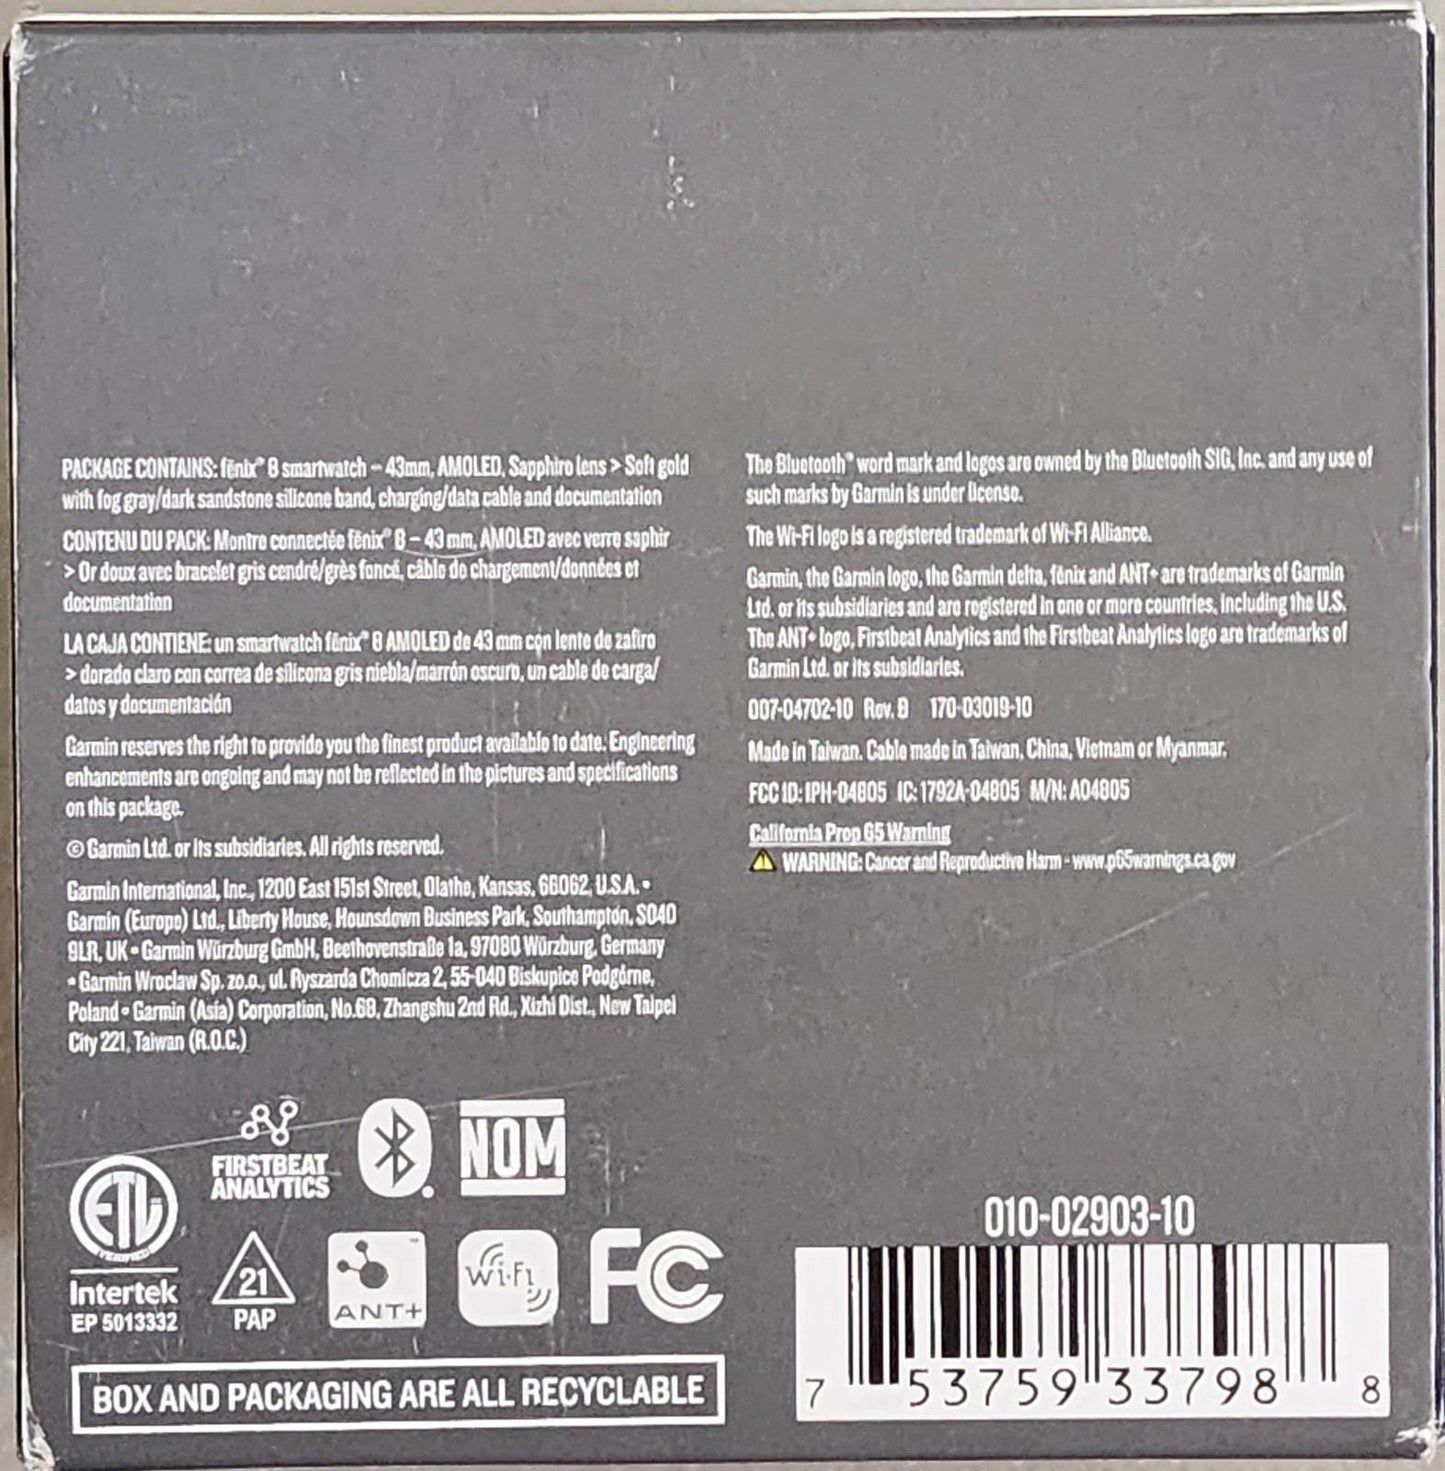 PACKAGE CONTAINS: fēnix® 8 smartwatch – 43mm, AMOLED, Sapphire lens > Soft gold
with fog gray/dark sandstone silicone band, charging/data cable and documentation
CONTENU DU PACK: Montre connectée fēnix® 8 – 43 mm, AMOLED avec verre saphir
> Or doux avec bracelet gris cendré/grès foncé, câble de chargement/données et
documentation
LA CAJA CONTIENE: un smartwatch fēnix® 8 AMOLED de 43 mm con lente de zafiro
> dorado claro con correa de silicona gris niebla/marrón oscuro, un cable de carga/
datos y documentación
Garmin reserves the right to provide you the finest product available to date. Engineering
enhancements are ongoing and may not be reflected in the pictures and specifications
on this package.
© Garmin Ltd. or its subsidiaries. All rights reserved.
Garmin International, Inc., 1200 East 151st Street, Olathe, Kansas, 66062, U.S.A. •
Garmin (Europe) Ltd., Liberty House, Hounsdown Business Park, Southampton, SO40
9LR, UK • Garmin Würzburg GmbH, Beethovenstraße 1a, 97080 Würzburg, Germany
• Garmin Wroclaw Sp. zo.o., ul. Ryszarda Chomicza 2, 55-040 Biskupice Podgórne,
Poland • Garmin (Asia) Corporation, No.68, Zhangshu 2nd Rd., Xizhi Dist., New Taipei
City 221, Taiwan (R.O.C.)
The Bluetooth® word mark and logos are owned by the Bluetooth SIG, Inc. and any use of
such marks by Garmin is under license.
The Wi-Fi logo is a registered trademark of Wi-Fi Alliance.
Garmin, the Garmin logo, the Garmin delta, fēnix and ANT+ are trademarks of Garmin
Ltd. or its subsidiaries and are registered in one or more countries, including the U.S.
The ANT+ logo, Firstbeat Analytics and the Firstbeat Analytics logo are trademarks of
Garmin Ltd. or its subsidiaries.
007-04702-10 Rev. B 170-03019-10
Made in Taiwan. Cable made in Taiwan, China, Vietnam or Myanmar.
FCC ID: IPH-04805 IC: 1792A-04805 M/N: A04805
California Prop 65 Warning
WARNING: Cancer and Reproductive Harm - www.p65warnings.ca.gov
FIRSTBEAT
ANALYTICS
NOM
ETL
VERIFIED
Intertek
EP 5013332
21
PAP
ANT+
Wi-Fi
FC
BOX AND PACKAGING ARE ALL RECYCLABLE
010-02903-10
7 53759 33798 8